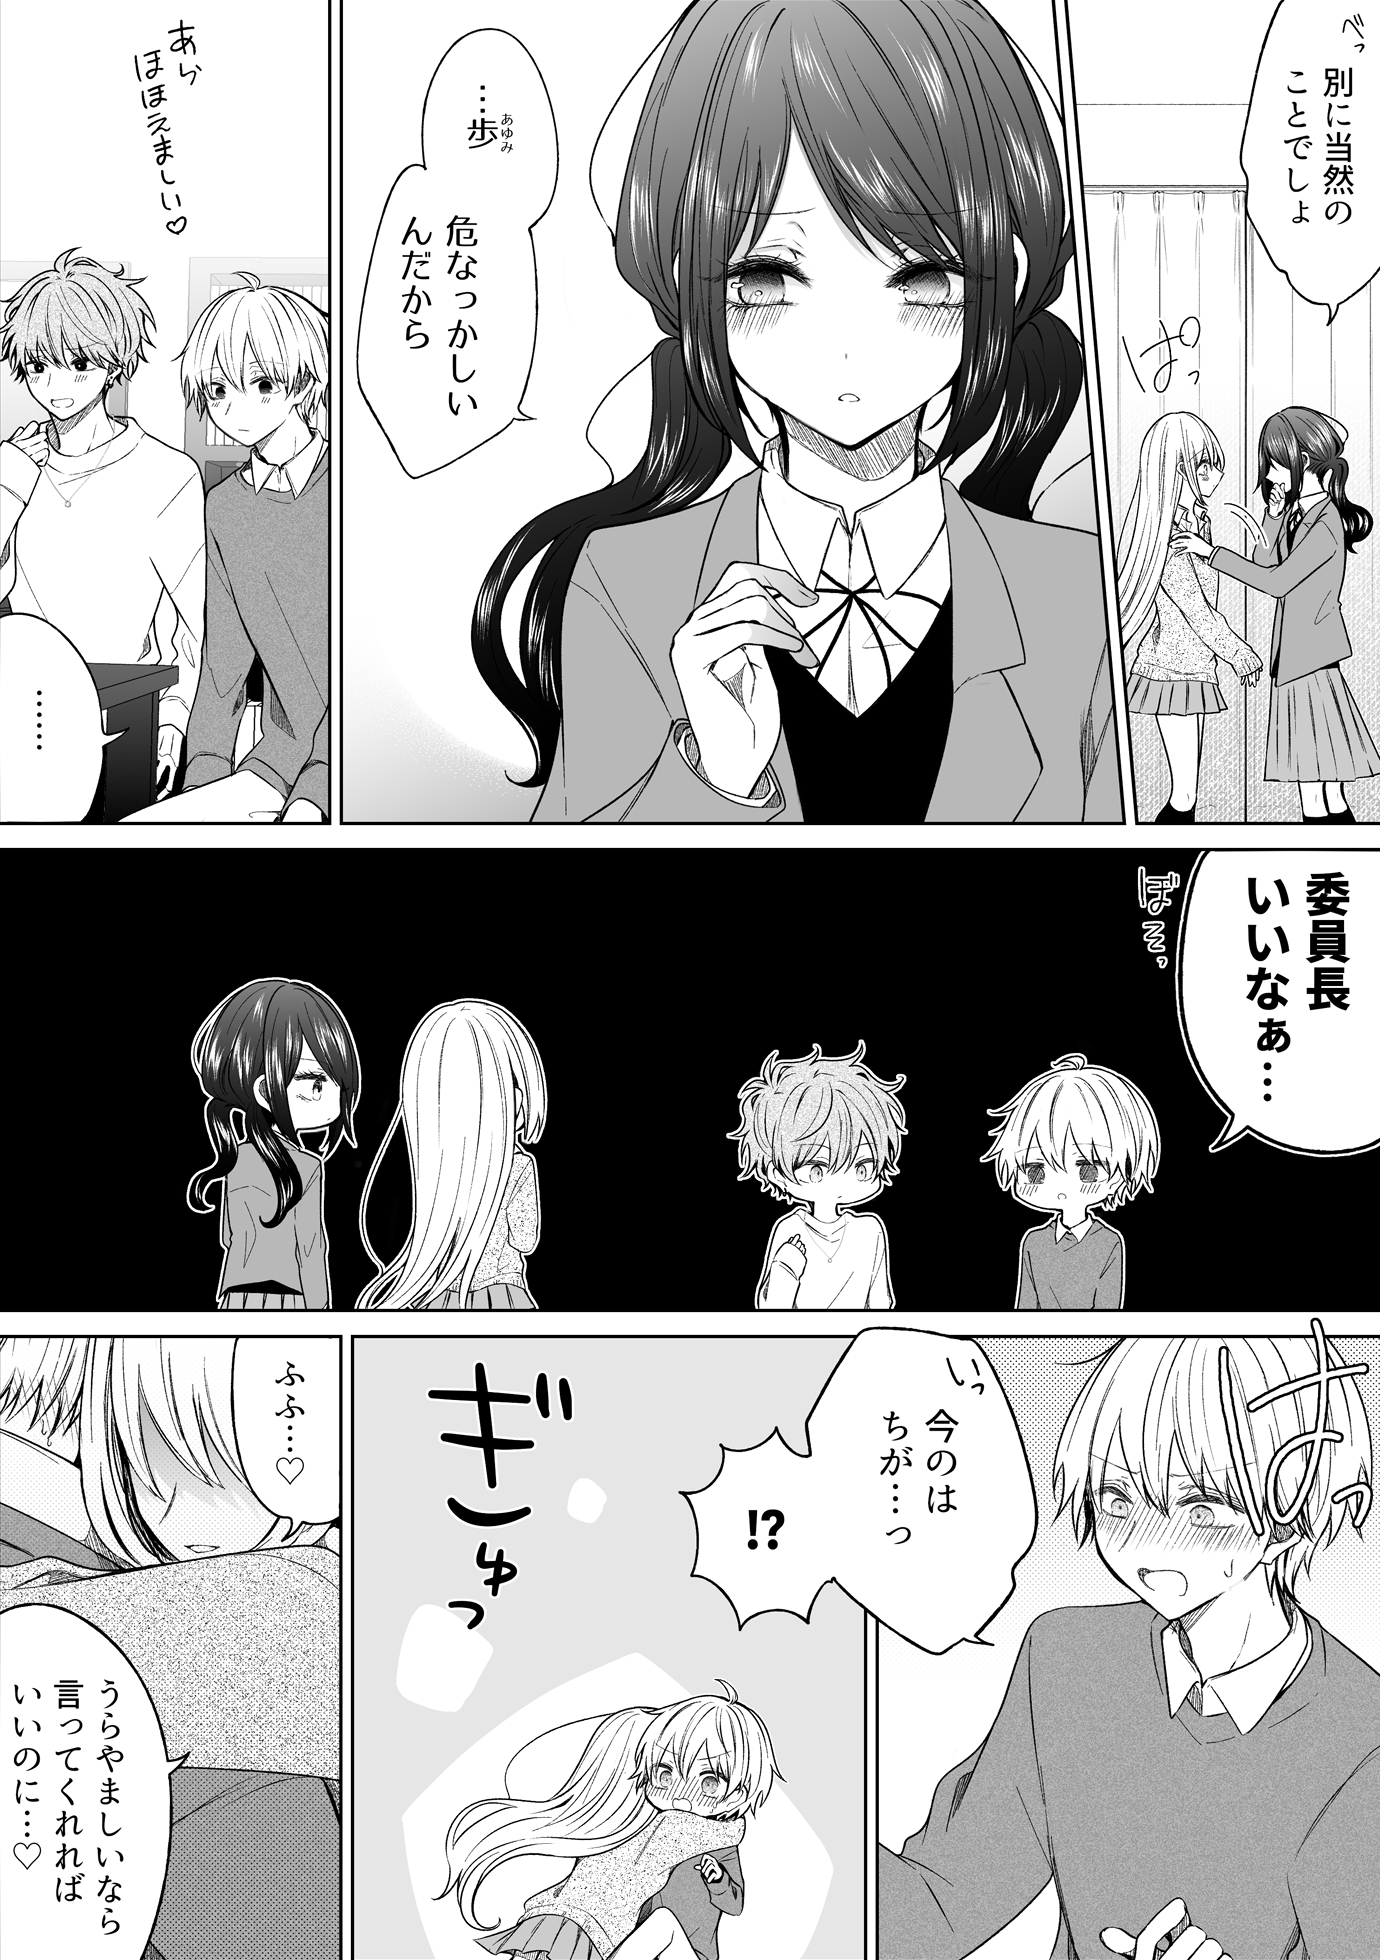 べっ
別に当然の
ことでしょ
ぱっ
…歩
あゆみ
危なっかしい
んだから
あら
ほほえましい♡
……
委員長
いいなぁ…
ぼそっ
はっ
いっ
今のは
ちが…っ
!?
ぎゅっ
ふふ…♡
うらやましいなら
言ってくれれば
いいのに…♡